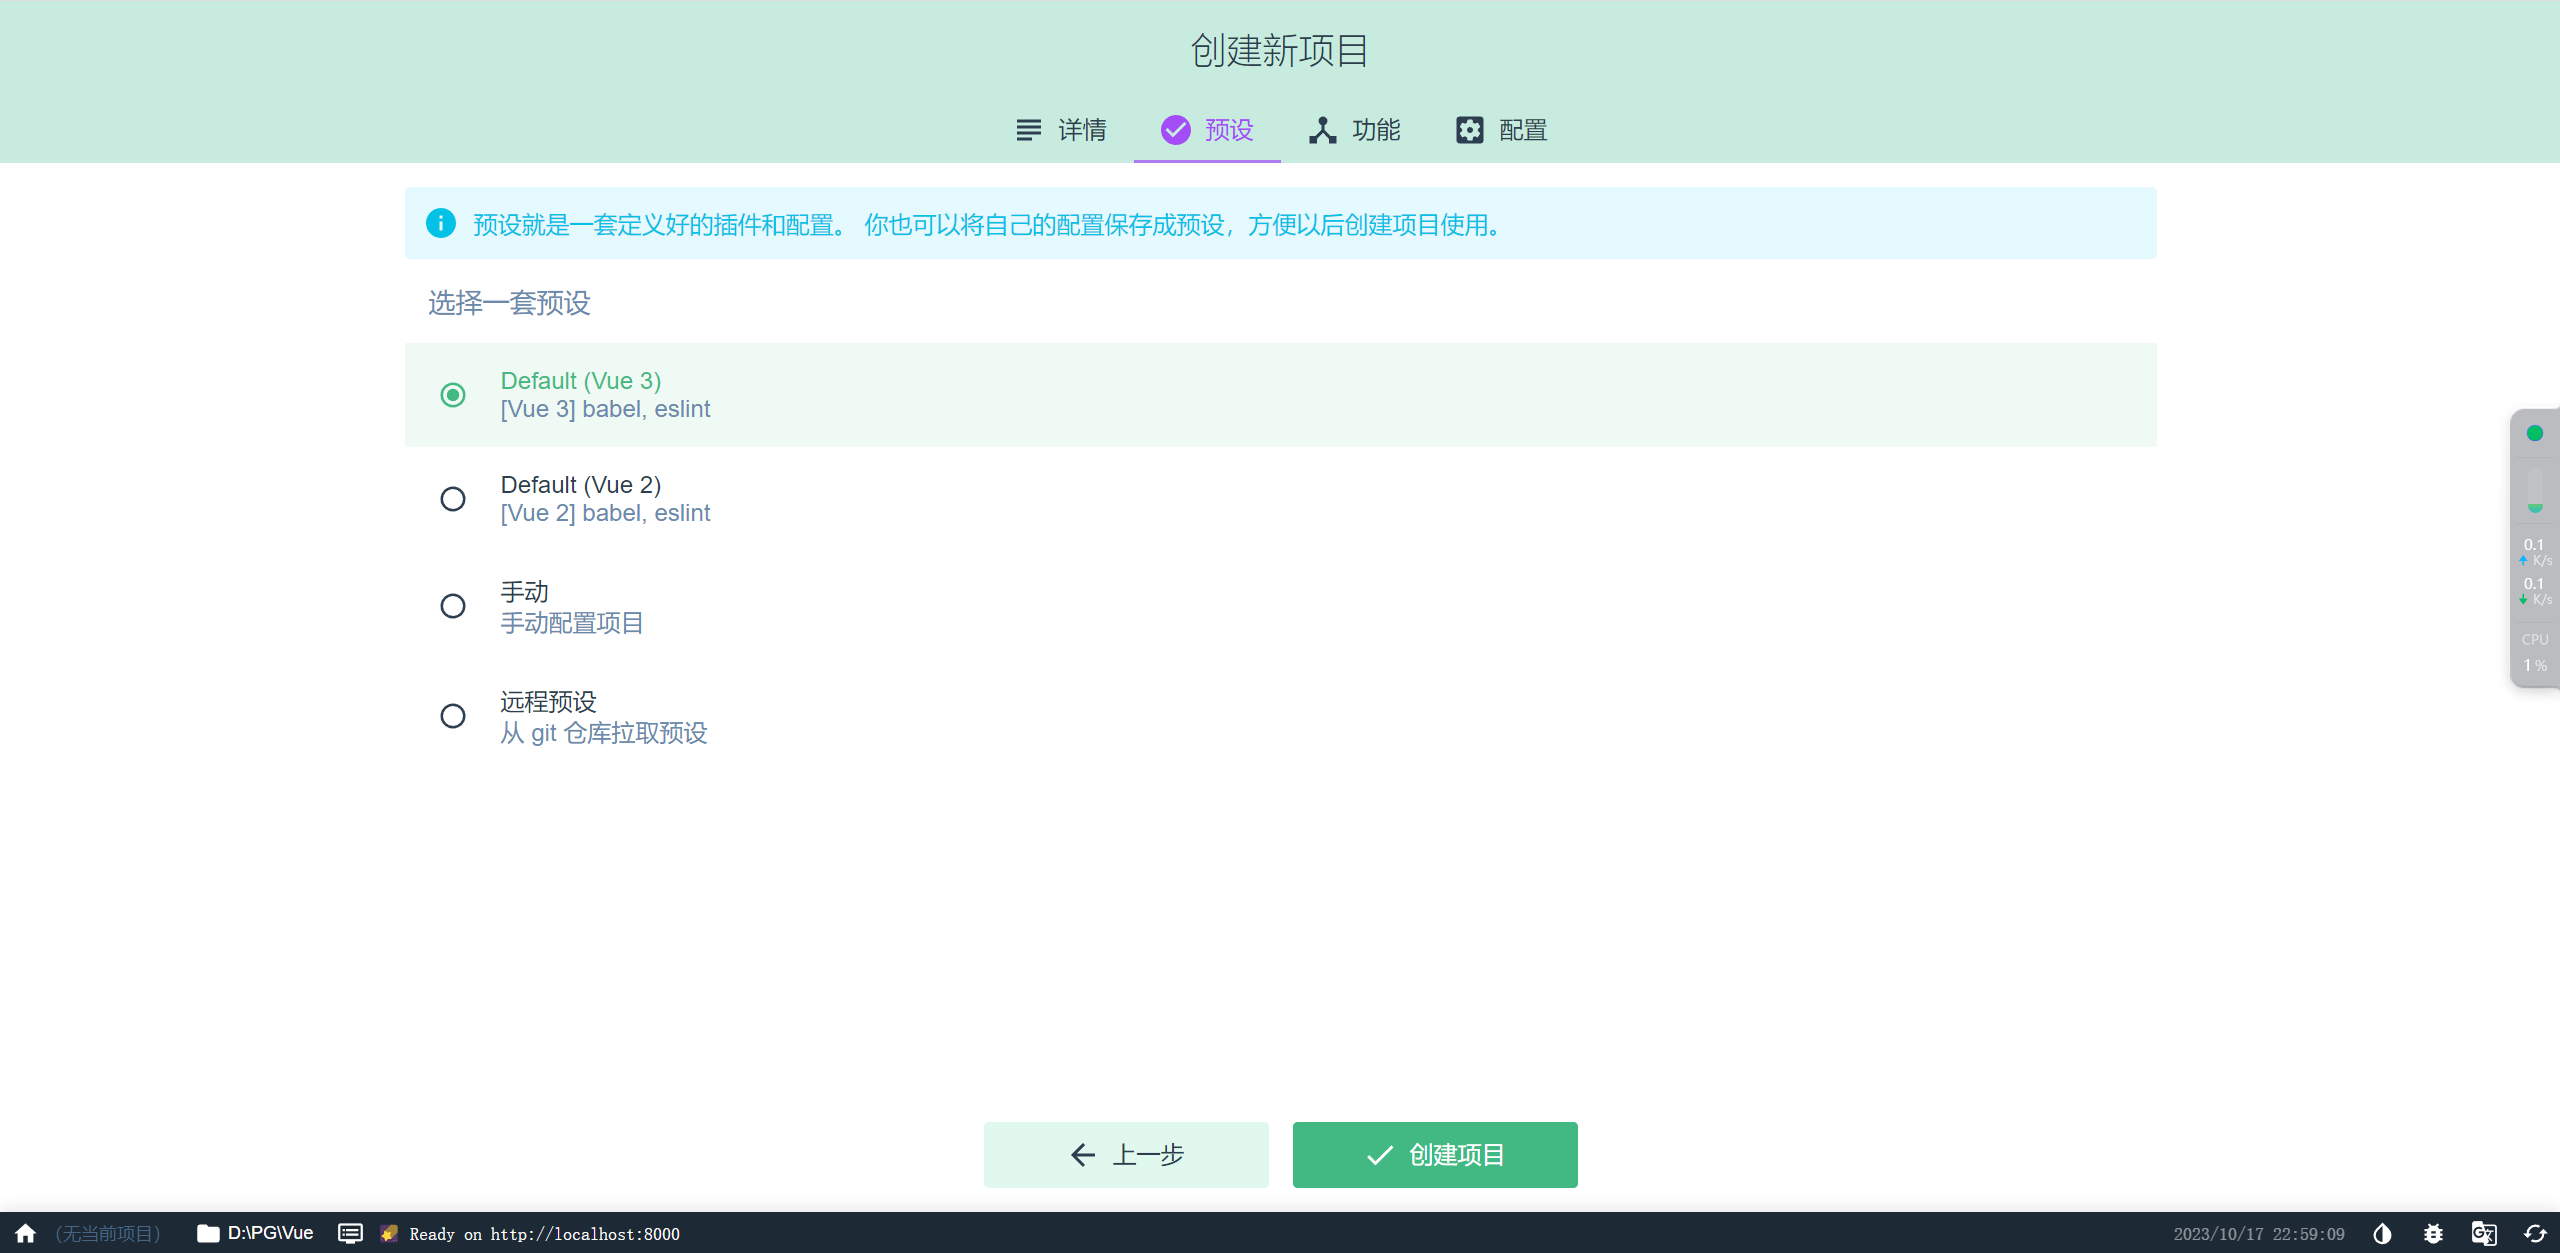 创建新项目
详情 预设 功能 配置
预设就是一套定义好的插件和配置。 你也可以将自己的配置保存成预设，方便以后创建项目使用。
选择一套预设
Default (Vue 3)
[Vue 3] babel, eslint
Default (Vue 2)
[Vue 2] babel, eslint
手动
手动配置项目
远程预设
从 git 仓库拉取预设
0.1
K/s
0.1
K/s
CPU
1%
上一步 创建项目
(无当前项目) D:\PG\Vue Ready on http://localhost:8000 2023/10/17 22:59:09